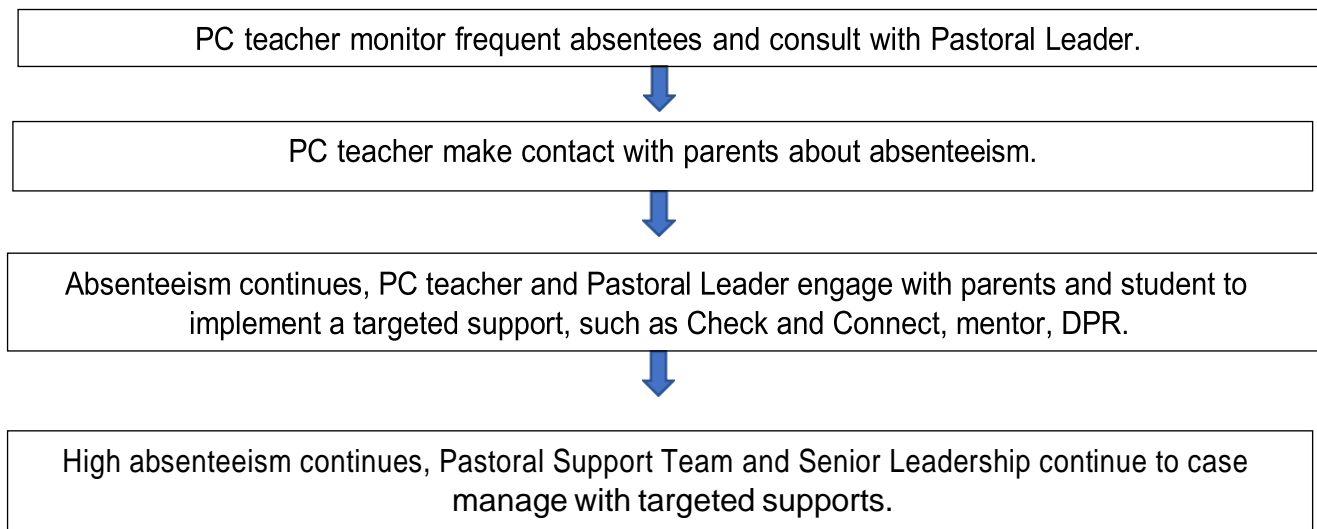 PC teacher monitor frequent absentees and consult with Pastoral Leader.
PC teacher make contact with parents about absenteeism.
Absenteeism continues, PC teacher and Pastoral Leader engage with parents and student to
implement a targeted support, such as Check and Connect, mentor, DPR.
High absenteeism continues, Pastoral Support Team and Senior Leadership continue to case
manage with targeted supports.